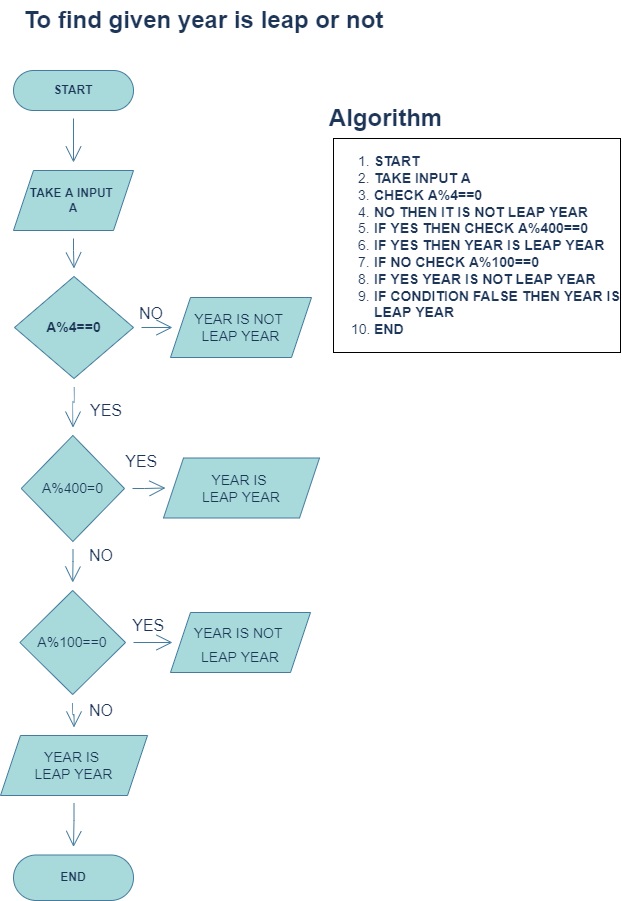 To find given year is leap or not
START
TAKE A INPUT
A
A%4==0
NO
YEAR IS NOT
LEAP YEAR
YES
A%400=0
YES
YEAR IS
LEAP YEAR
NO
A%100==0
YES
YEAR IS NOT
LEAP YEAR
NO
YEAR IS
LEAP YEAR
END
Algorithm
1. START
2. TAKE INPUT A
3. CHECK A%4==0
4. NO THEN IT IS NOT LEAP YEAR
5. IF YES THEN CHECK A%400==0
6. IF YES THEN YEAR IS LEAP YEAR
7. IF NO CHECK A%100==0
8. IF YES YEAR IS NOT LEAP YEAR
9. IF CONDITION FALSE THEN YEAR IS
LEAP YEAR
10. END